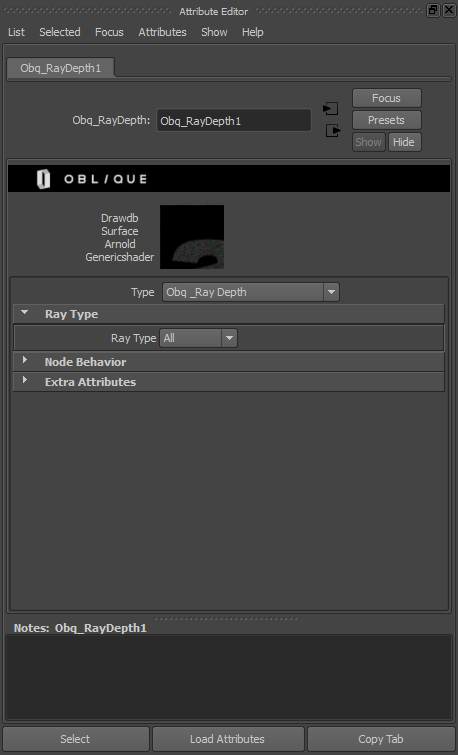 Attribute Editor
List Selected Focus Attributes Show Help
Obq_RayDepth1
Focus
Obq_RayDepth: Obq_RayDepth1
Presets
Show Hide
OBL/QUE
Drawdb
Surface
Arnold
Genericshader
Type Obq _Ray Depth
Ray Type
Ray Type All
Node Behavior
Extra Attributes
Notes: Obq_RayDepth1
Select Load Attributes Copy Tab